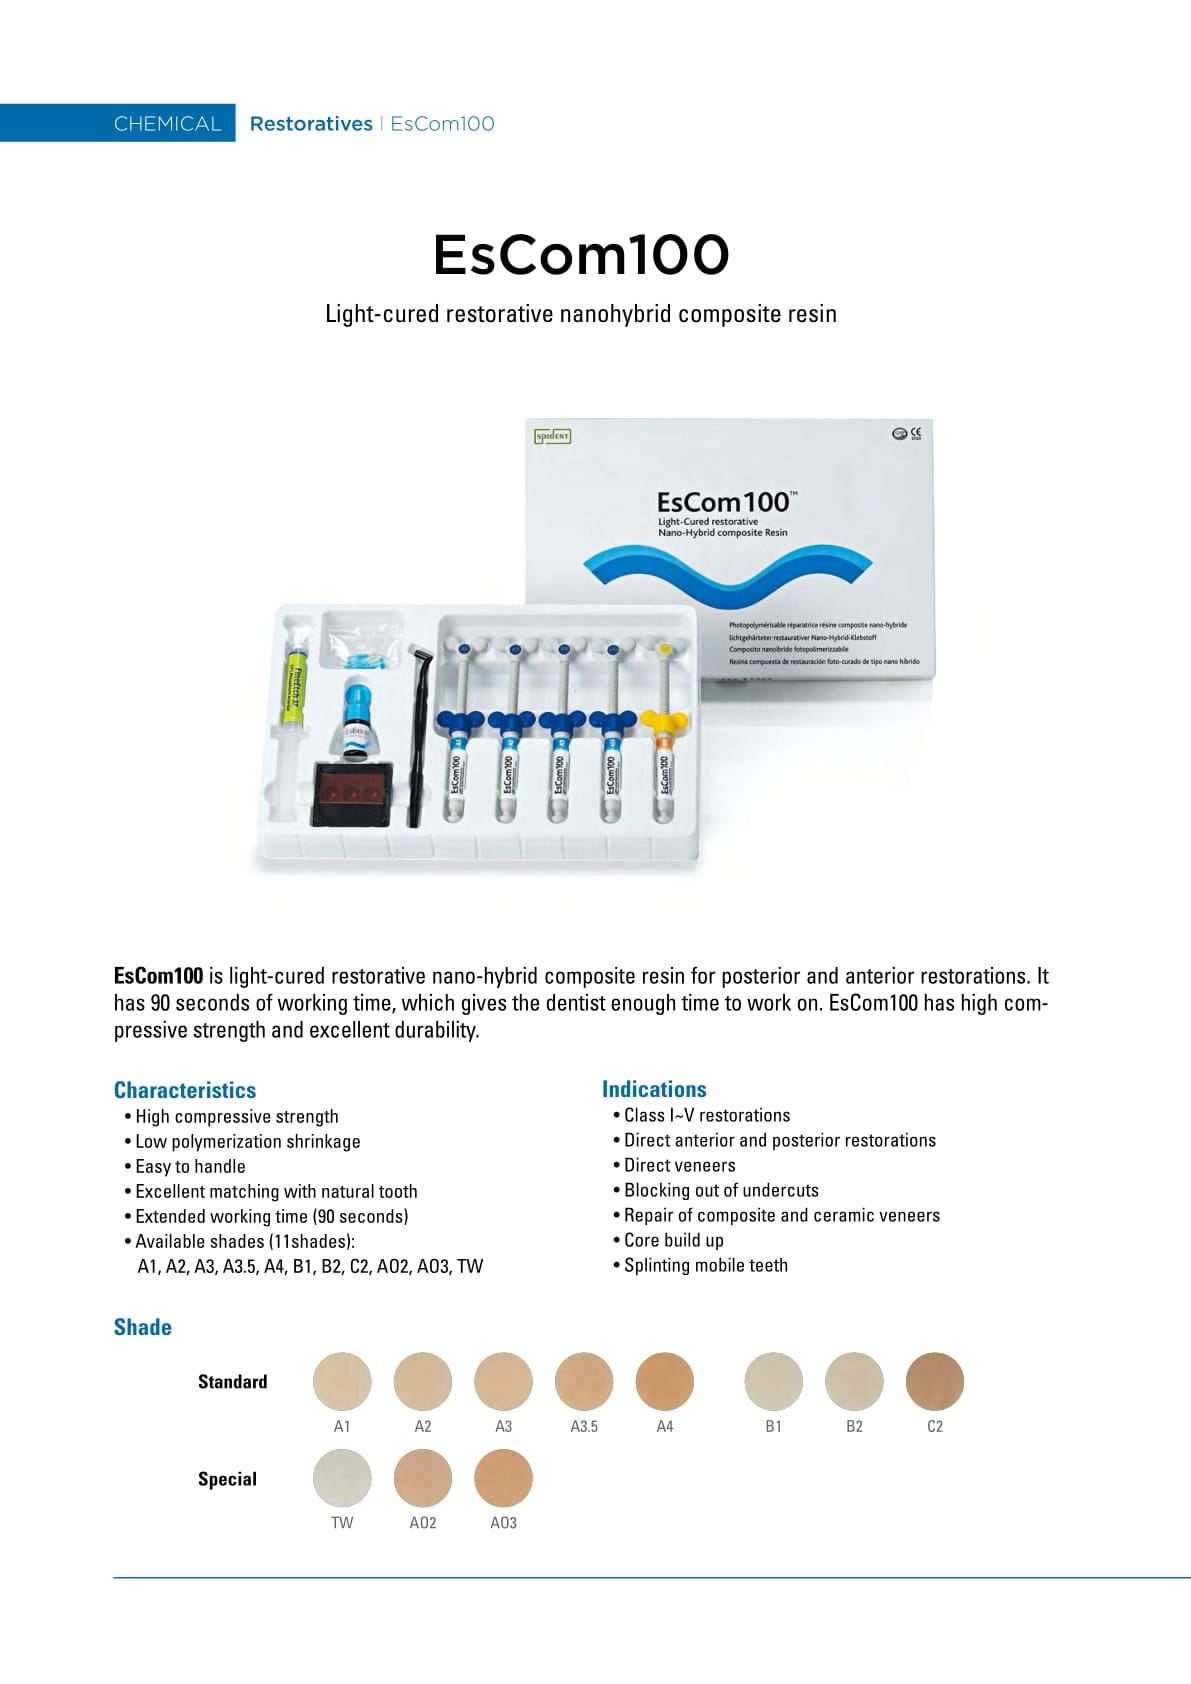 CHEMICAL Restoratives | EsCom100
EsCom100
Light-cured restorative nanohybrid composite resin
SPIDENT
CE
EsCom100™
Light-Cured restorative
Nano-Hybrid composite Resin
Photopolymérisable réparatrice résine composite nano-hybride
lichtgehärteter restaurativer Nano-Hybrid-Klebstoff
Composito nanoibrido fotopolimerizzabile
Resina compuesta de restauración foto-curado de tipo nano híbrido
FineEtch 37
EsCom100
EsCom100
EsCom100
EsCom100
EsCom100
EsCom100 is light-cured restorative nano-hybrid composite resin for posterior and anterior restorations. It
has 90 seconds of working time, which gives the dentist enough time to work on. EsCom100 has high com-
pressive strength and excellent durability.
Characteristics
• High compressive strength
• Low polymerization shrinkage
• Easy to handle
• Excellent matching with natural tooth
• Extended working time (90 seconds)
• Available shades (11shades):
A1, A2, A3, A3.5, A4, B1, B2, C2, AO2, AO3, TW
Indications
• Class I~V restorations
• Direct anterior and posterior restorations
• Direct veneers
• Blocking out of undercuts
• Repair of composite and ceramic veneers
• Core build up
• Splinting mobile teeth
Shade
Standard
A1 A2 A3 A3.5 A4 B1 B2 C2
Special
TW AO2 AO3